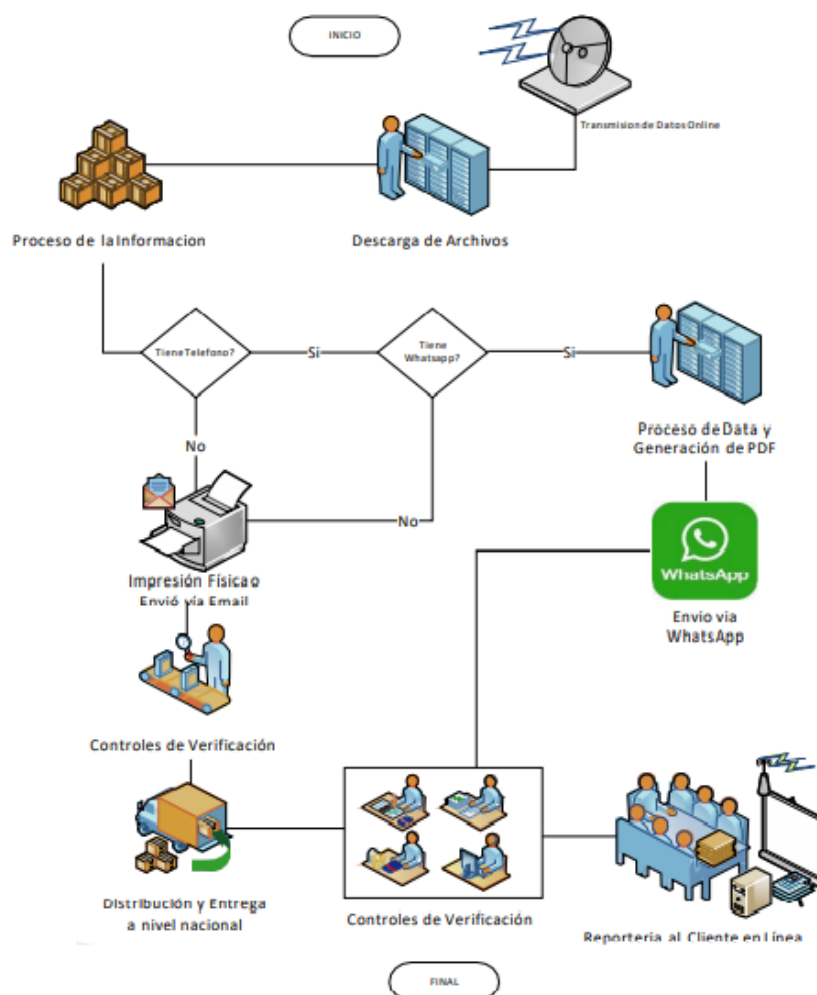 INICIO
Transmision de Datos Online
Proceso de la Informacion
Descarga de Archivos
Tiene Telefono?
Si
Tiene
Whatsapp?
Si
Proceso de Data y
Generación de PDF
No
No
WhatsApp
Impresión Física o
Envió vía Email
Envio via
WhatsApp
Controles de Verificación
Distribución y Entrega
a nivel nacional
Controles de Verificación
Reporteria al Cliente en Línea
FINAL